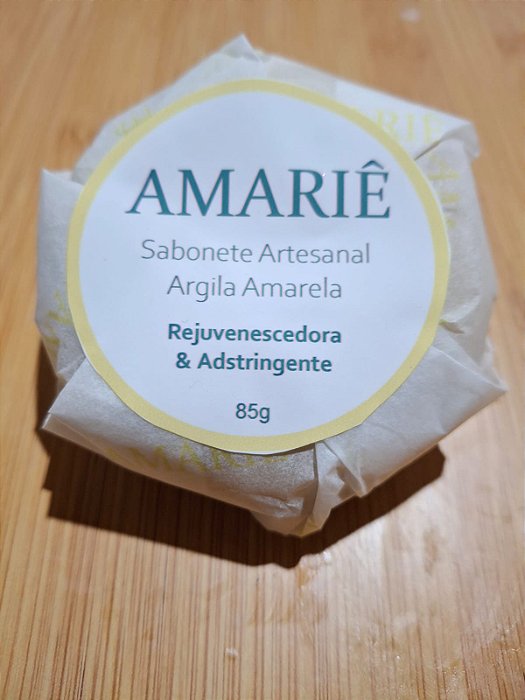 AMARIÊ
Sabonete Artesanal
Argila Amarela
Rejuvenescedora
& Adstringente
85g